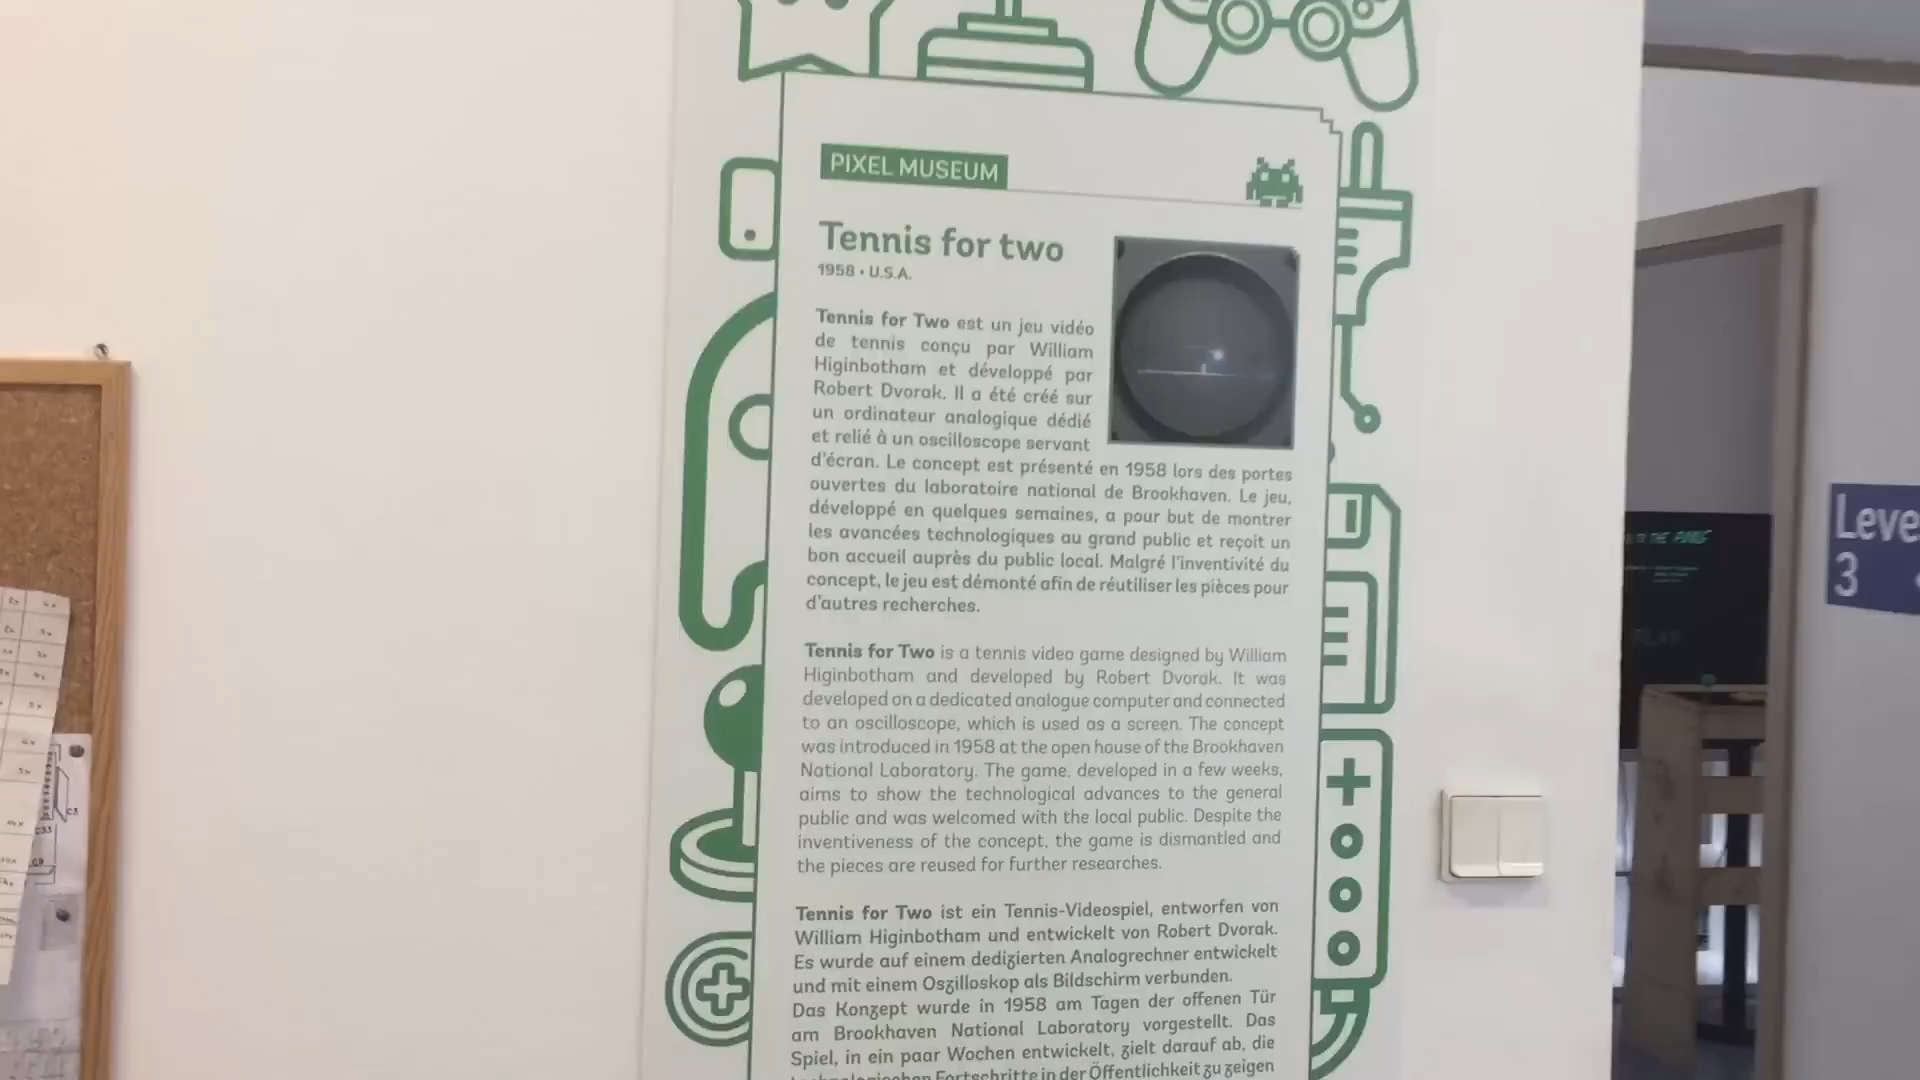 PIXEL MUSEUM
Tennis for two
1958 • U.S.A.
Tennis for Two est un jeu vidéo
de tennis conçu par William
Higinbotham et développé par
Robert Dvorak. Il a été créé sur
un ordinateur analogique dédié
et relié à un oscilloscope servant
d'écran. Le concept est présenté en 1958 lors des portes
ouvertes du laboratoire national de Brookhaven. Le jeu,
développé en quelques semaines, a pour but de montrer
les avancées technologiques au grand public et reçoit un
bon accueil auprès du public local. Malgré l'inventivité du
concept, le jeu est démonté afin de réutiliser les pièces pour
d'autres recherches.
Tennis for Two is a tennis video game designed by William
Higinbotham and developed by Robert Dvorak. It was
developed on a dedicated analogue computer and connected
to an oscilloscope, which is used as a screen. The concept
was introduced in 1958 at the open house of the Brookhaven
National Laboratory. The game, developed in a few weeks,
aims to show the technological advances to the general
public and was welcomed with the local public. Despite the
inventiveness of the concept, the game is dismantled and
the pieces are reused for further researches.
Tennis for Two ist ein Tennis-Videospiel, entworfen von
William Higinbotham und entwickelt von Robert Dvorak.
Es wurde auf einem dedizierten Analogrechner entwickelt
und mit einem Oszilloskop als Bildschirm verbunden.
Das Konzept wurde in 1958 am Tagen der offenen Tür
am Brookhaven National Laboratory vorgestellt. Das
Spiel, in ein paar Wochen entwickelt, zielt darauf ab, die
technologischen Fortschritte in der Öffentlichkeit zu zeigen
Leve
3
THE PONG
PLAY